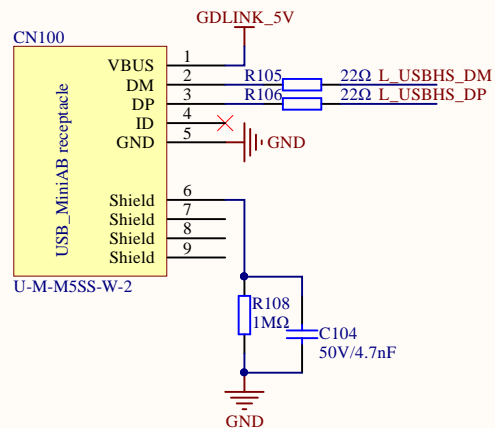 GDLINK_5V
CN100
VBUS 1
DM 2 R105 22Ω L_USBHS_DM
DP 3 R106 22Ω L_USBHS_DP
ID 4
GND 5 GND
USB_MiniAB receptacle
Shield 6
Shield 7
Shield 8
Shield 9
U-M-M5SS-W-2
R108
1MΩ
C104
50V/4.7nF
GND